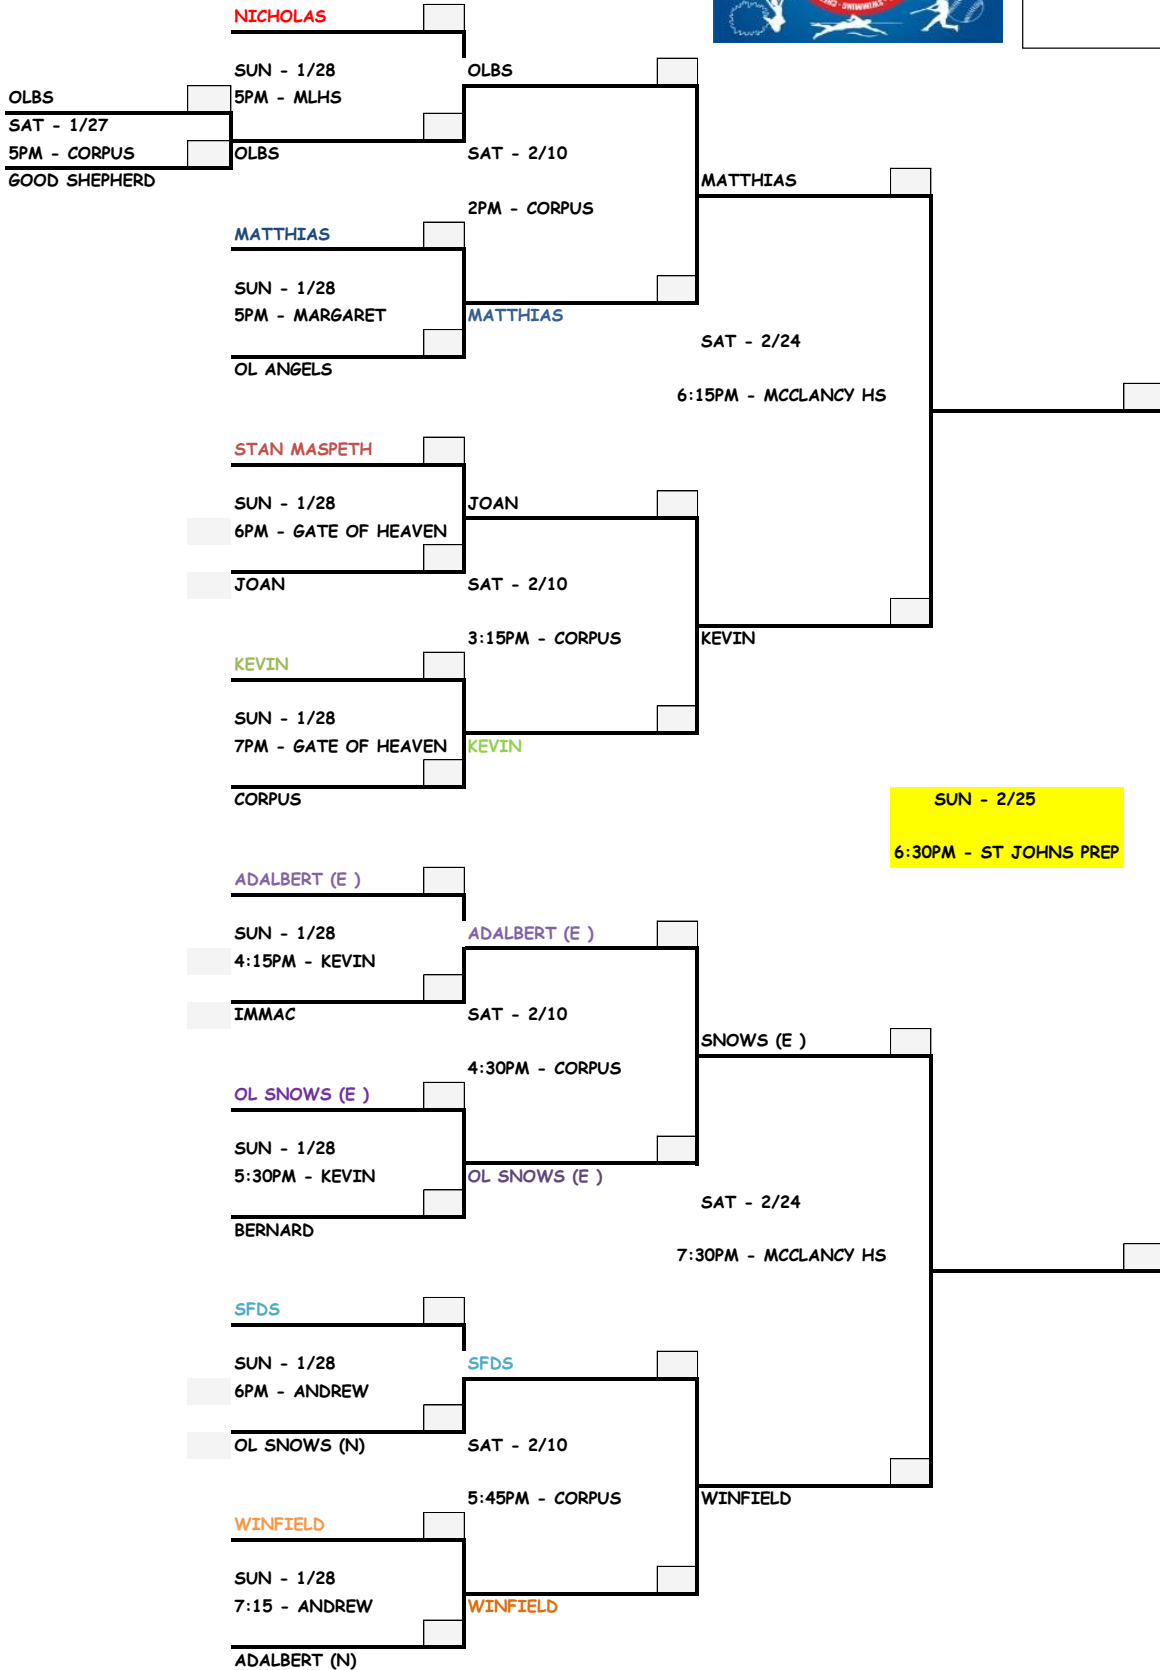 NICHOLAS
SUN - 1/28
5PM - MLHS
OLBS
OLBS
SAT - 1/27
5PM - CORPUS
GOOD SHEPHERD
OLBS
SAT - 2/10
2PM - CORPUS
MATTHIAS
MATTHIAS
SUN - 1/28
5PM - MARGARET
MATTHIAS
OL ANGELS
SAT - 2/24
6:15PM - MCCLANCY HS
STAN MASPETH
SUN - 1/28
6PM - GATE OF HEAVEN
JOAN
JOAN
SAT - 2/10
3:15PM - CORPUS
KEVIN
KEVIN
SUN - 1/28
7PM - GATE OF HEAVEN
KEVIN
CORPUS
SUN - 2/25
6:30PM - ST JOHNS PREP
ADALBERT (E )
SUN - 1/28
4:15PM - KEVIN
ADALBERT (E )
IMMAC
SAT - 2/10
4:30PM - CORPUS
SNOWS (E )
OL SNOWS (E )
SUN - 1/28
5:30PM - KEVIN
OL SNOWS (E )
BERNARD
SAT - 2/24
7:30PM - MCCLANCY HS
SFDS
SUN - 1/28
6PM - ANDREW
SFDS
OL SNOWS (N)
SAT - 2/10
5:45PM - CORPUS
WINFIELD
WINFIELD
SUN - 1/28
7:15 - ANDREW
WINFIELD
ADALBERT (N)
SWIMMING